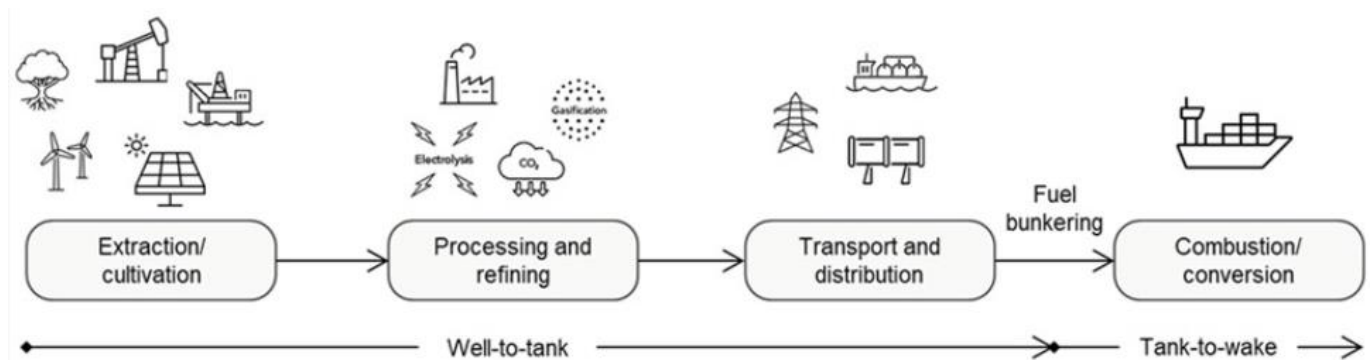 Gasification
Electrolysis
CO₂
Extraction/
cultivation
Processing and
refining
Transport and
distribution
Fuel
bunkering
Combustion/
conversion
Well-to-tank
Tank-to-wake